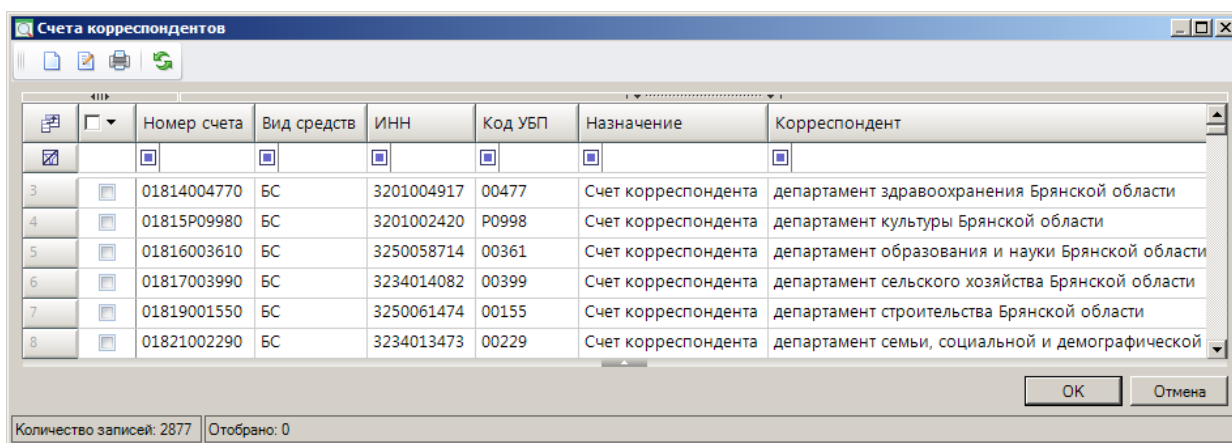 Счета корреспондентов
Номер счета Вид средств ИНН Код УБП Назначение Корреспондент
3 01814004770 БС 3201004917 00477 Счет корреспондента департамент здравоохранения Брянской области
4 01815P09980 БС 3201002420 P0998 Счет корреспондента департамент культуры Брянской области
5 01816003610 БС 3250058714 00361 Счет корреспондента департамент образования и науки Брянской области
6 01817003990 БС 3234014082 00399 Счет корреспондента департамент сельского хозяйства Брянской области
7 01819001550 БС 3250061474 00155 Счет корреспондента департамент строительства Брянской области
8 01821002290 БС 3234013473 00229 Счет корреспондента департамент семьи, социальной и демографической
OK Отмена
Количество записей: 2877 Отобрано: 0